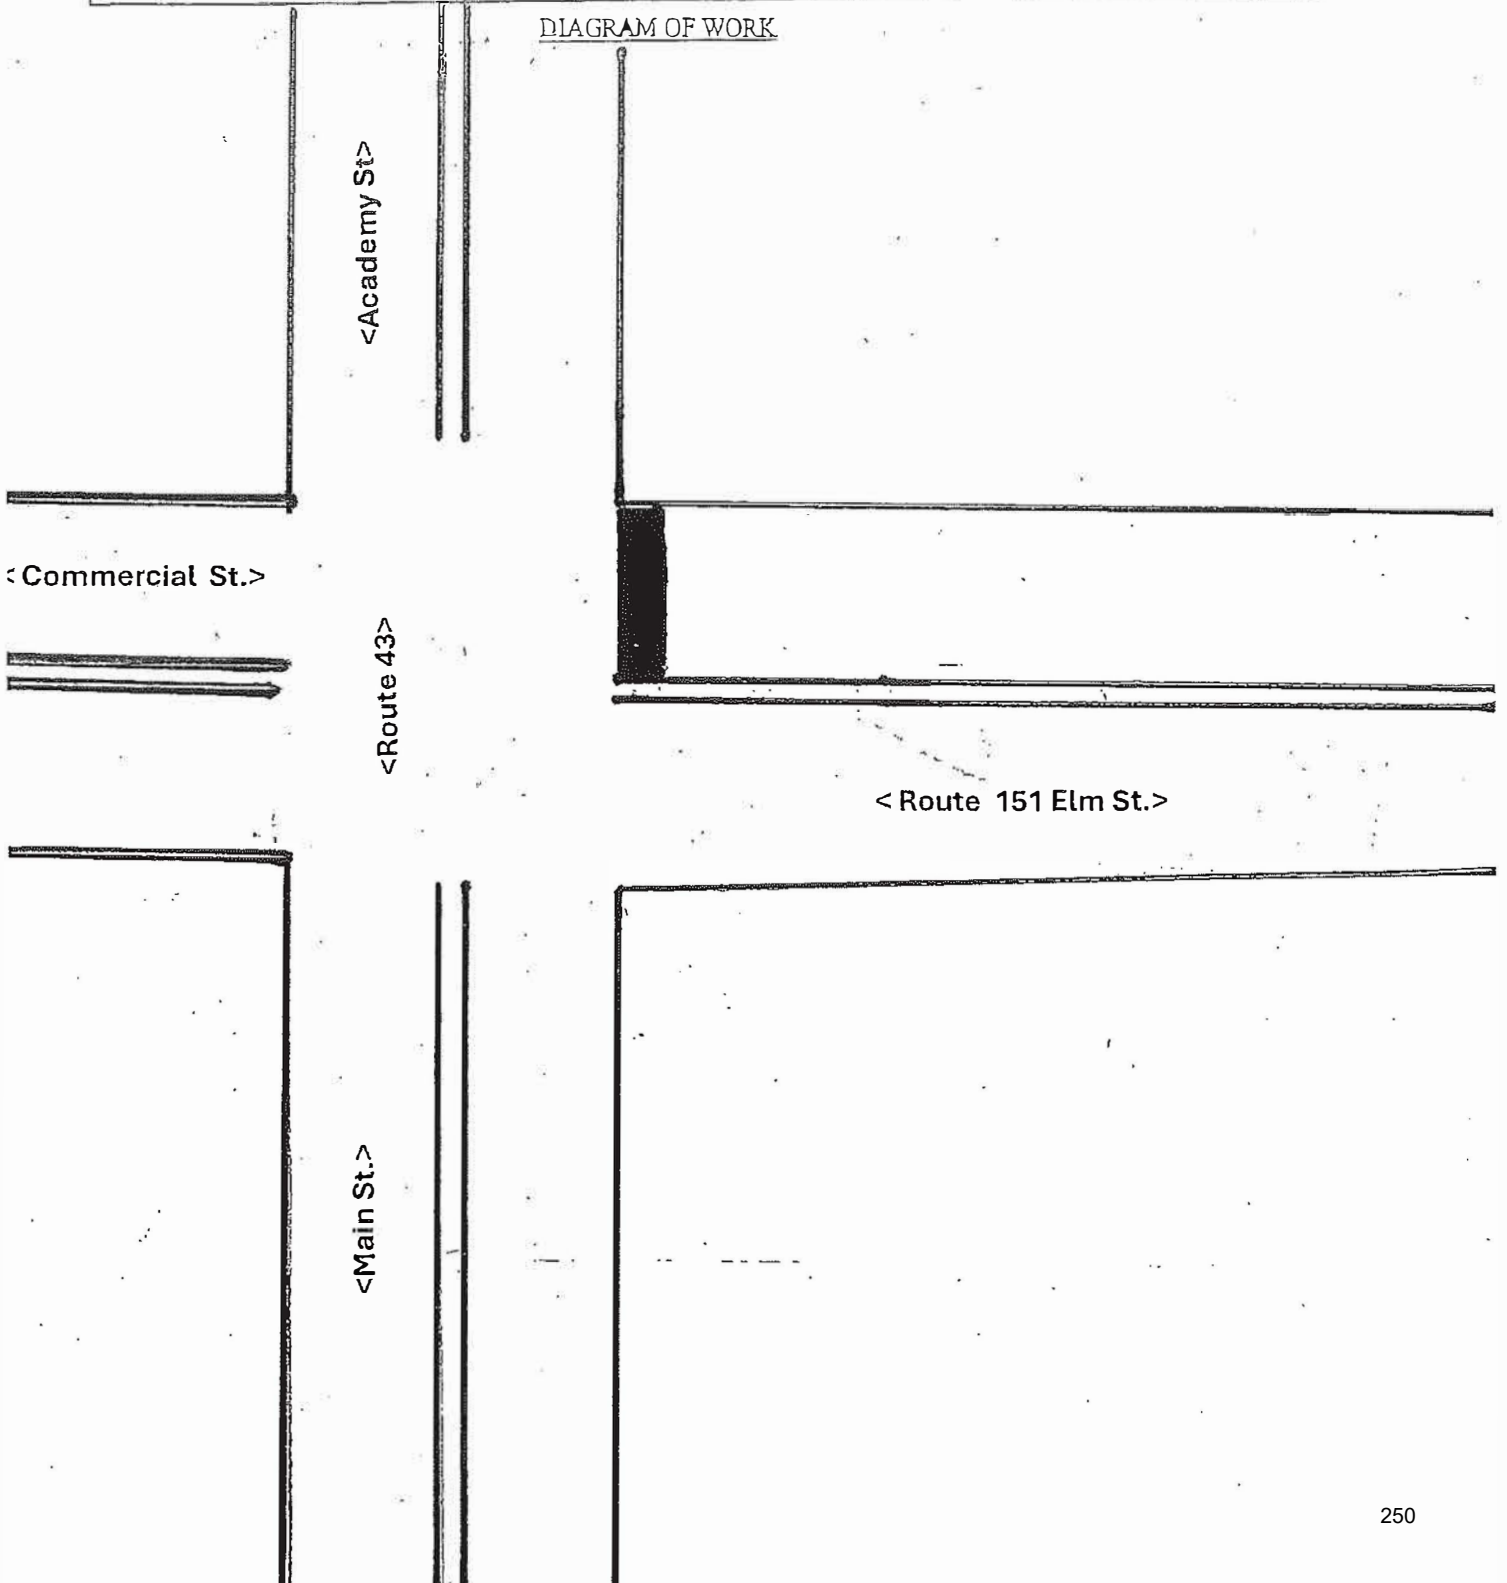 DIAGRAM OF WORK
<Academy St>
<Commercial St.>
<Route 43>
<Route 151 Elm St.>
<Main St.>
250